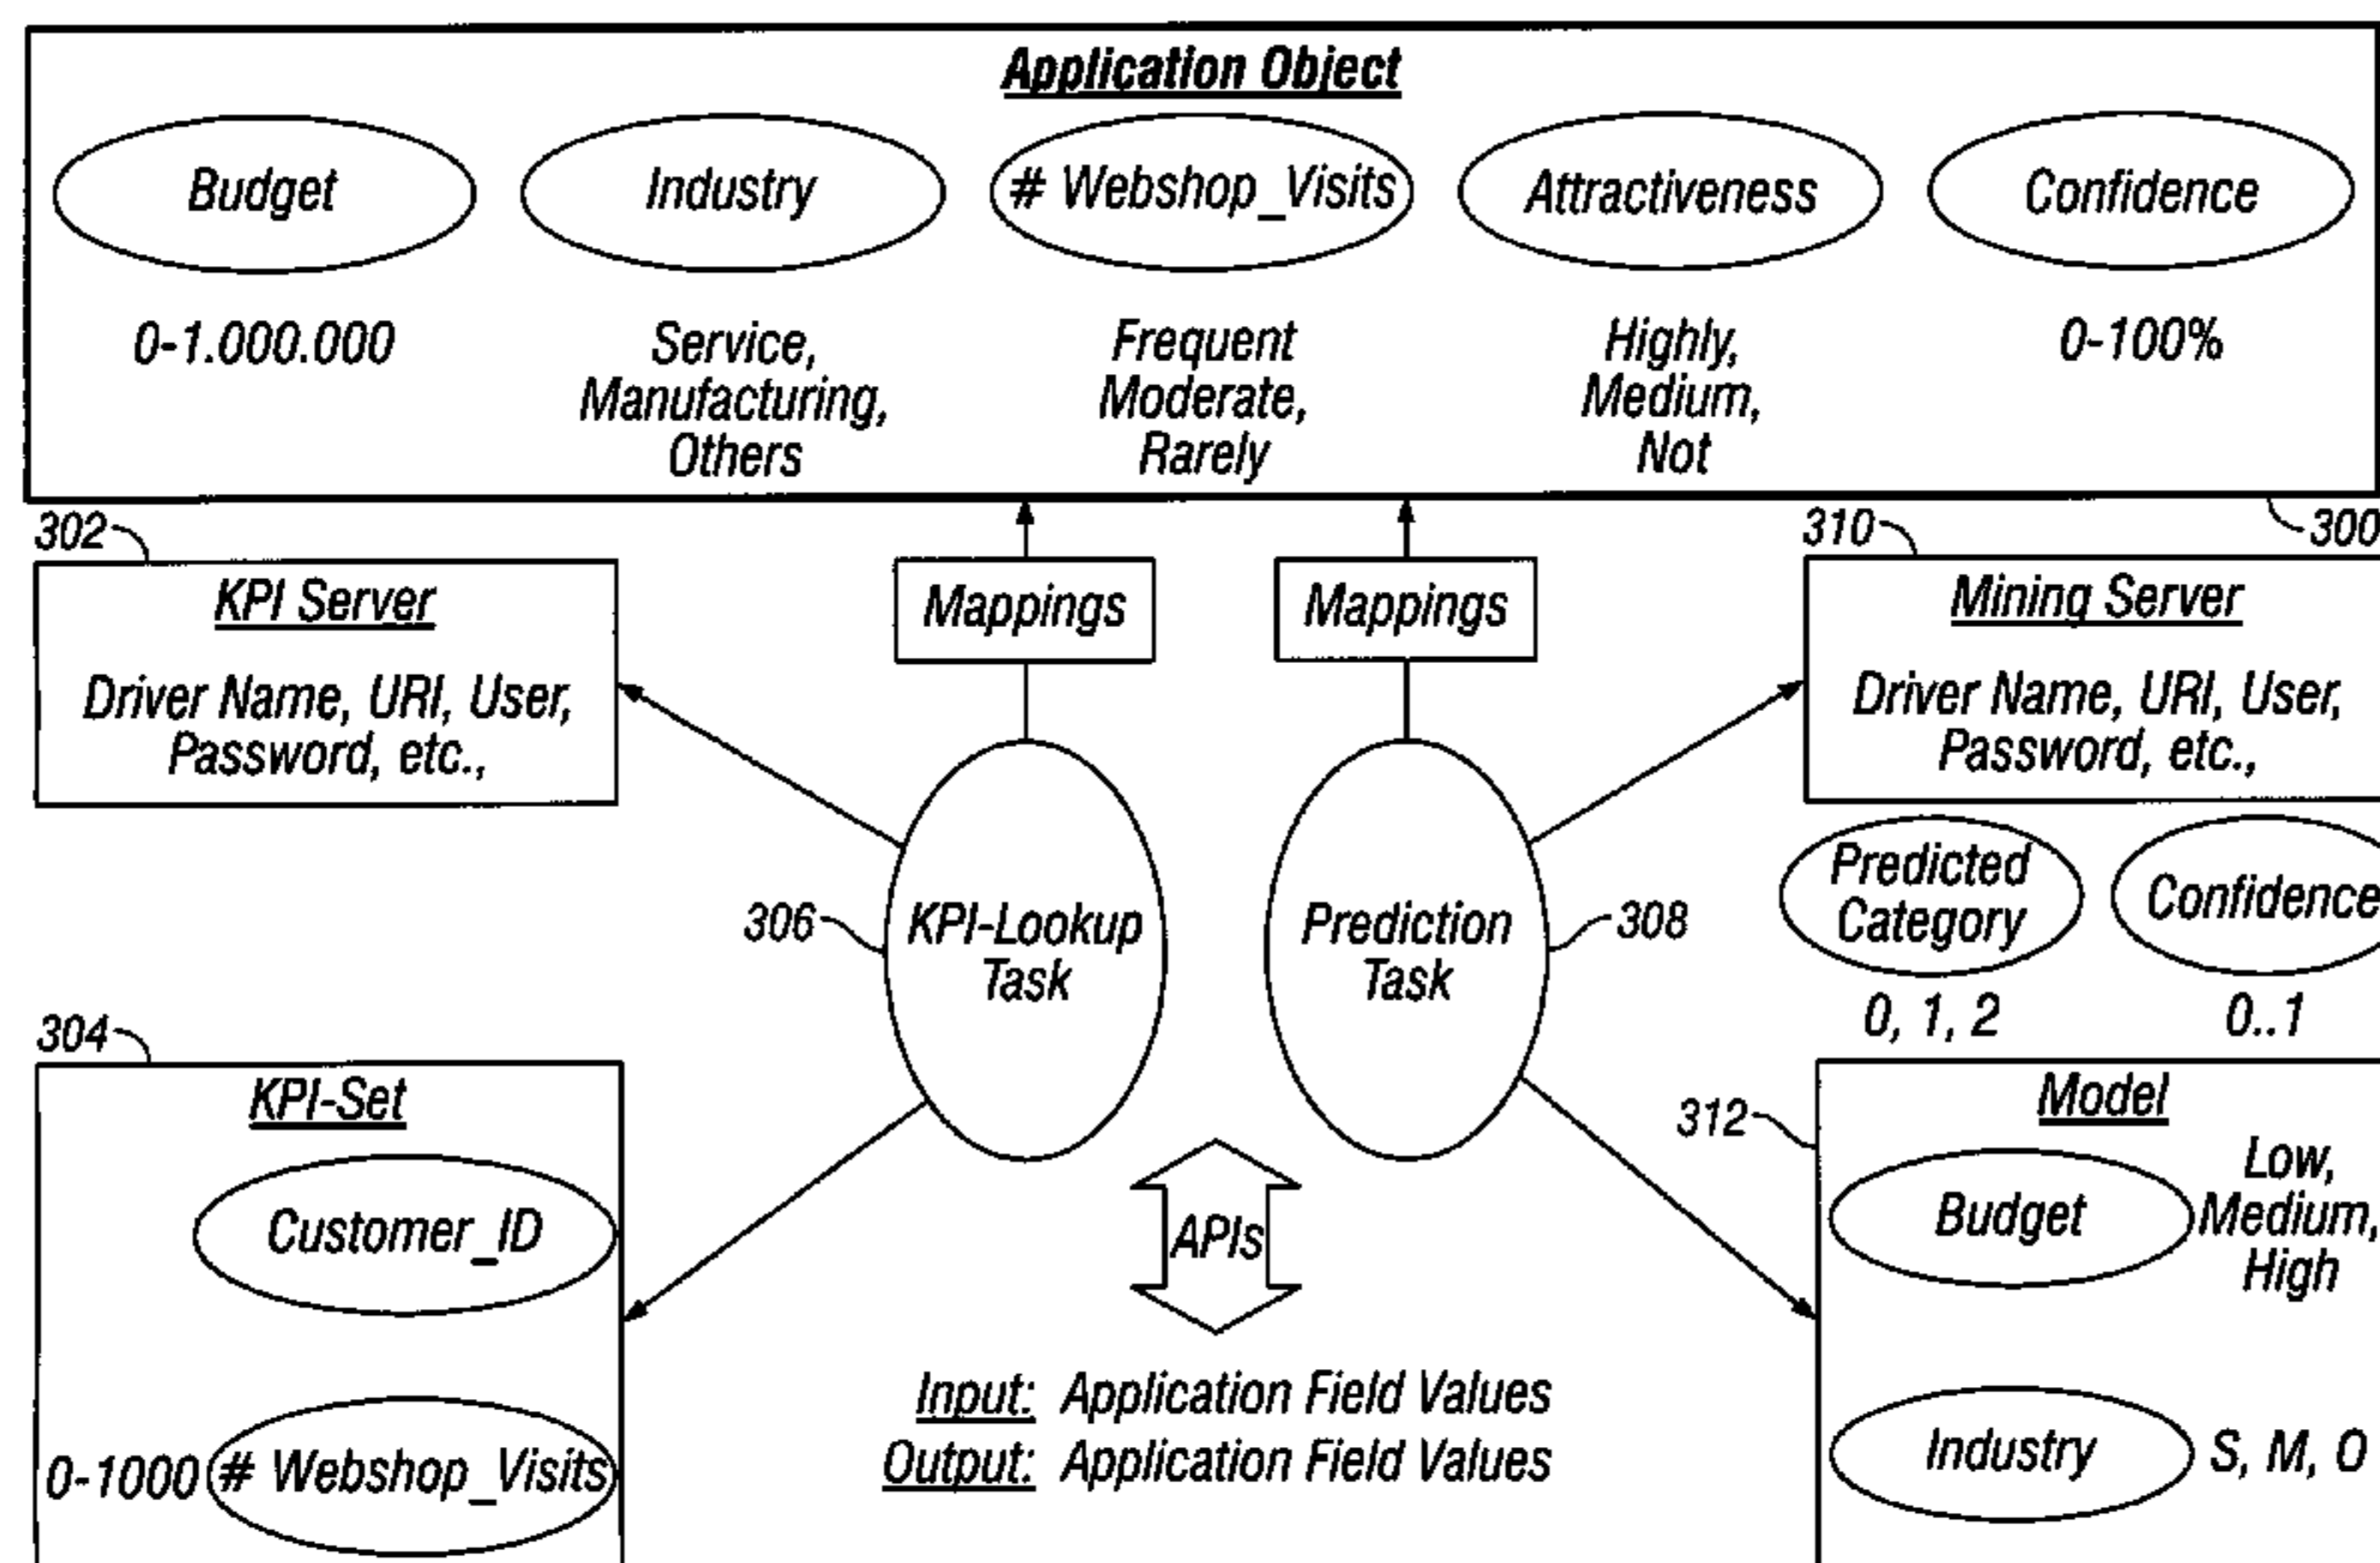 Application Object
Budget
Industry
# Webshop_Visits
Attractiveness
Confidence
0-1.000.000
Service,
Manufacturing,
Others
Frequent
Moderate,
Rarely
Highly,
Medium,
Not
0-100%
302
310
300
KPI Server
Driver Name, URI, User,
Password, etc.,
Mappings
Mappings
Mining Server
Driver Name, URI, User,
Password, etc.,
306
KPI-Lookup
Task
Prediction
Task
308
Predicted
Category
0, 1, 2
Confidence
0..1
304
KPI-Set
Customer_ID
0-1000
# Webshop_Visits
APIs
Input: Application Field Values
Output: Application Field Values
312
Model
Budget
Low,
Medium,
High
Industry
S, M, O